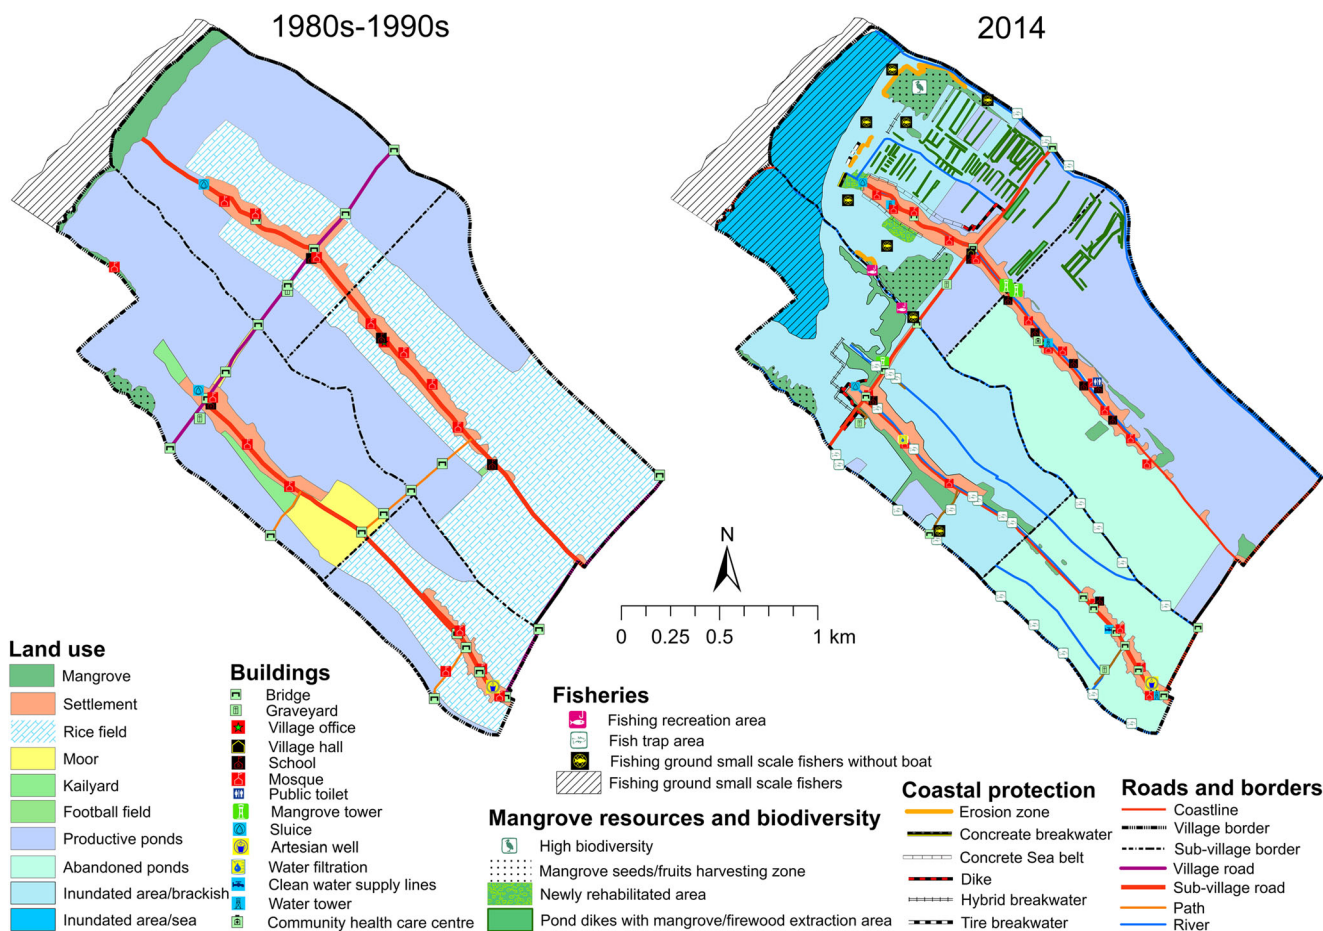 1980s-1990s
2014
N
0 0.25 0.5 1 km
Land use
Mangrove
Settlement
Rice field
Moor
Kailyard
Football field
Productive ponds
Abandoned ponds
Inundated area/brackish
Inundated area/sea
Buildings
Bridge
Graveyard
Village office
Village hall
School
Mosque
Public toilet
Mangrove tower
Sluice
Artesian well
Water filtration
Clean water supply lines
Water tower
Community health care centre
Fisheries
Fishing recreation area
Fish trap area
Fishing ground small scale fishers without boat
Fishing ground small scale fishers
Mangrove resources and biodiversity
High biodiversity
Mangrove seeds/fruits harvesting zone
Newly rehabilitated area
Pond dikes with mangrove/firewood extraction area
Coastal protection
Erosion zone
Concreate breakwater
Concrete Sea belt
Dike
Hybrid breakwater
Tire breakwater
Roads and borders
Coastline
Village border
Sub-village border
Village road
Sub-village road
Path
River